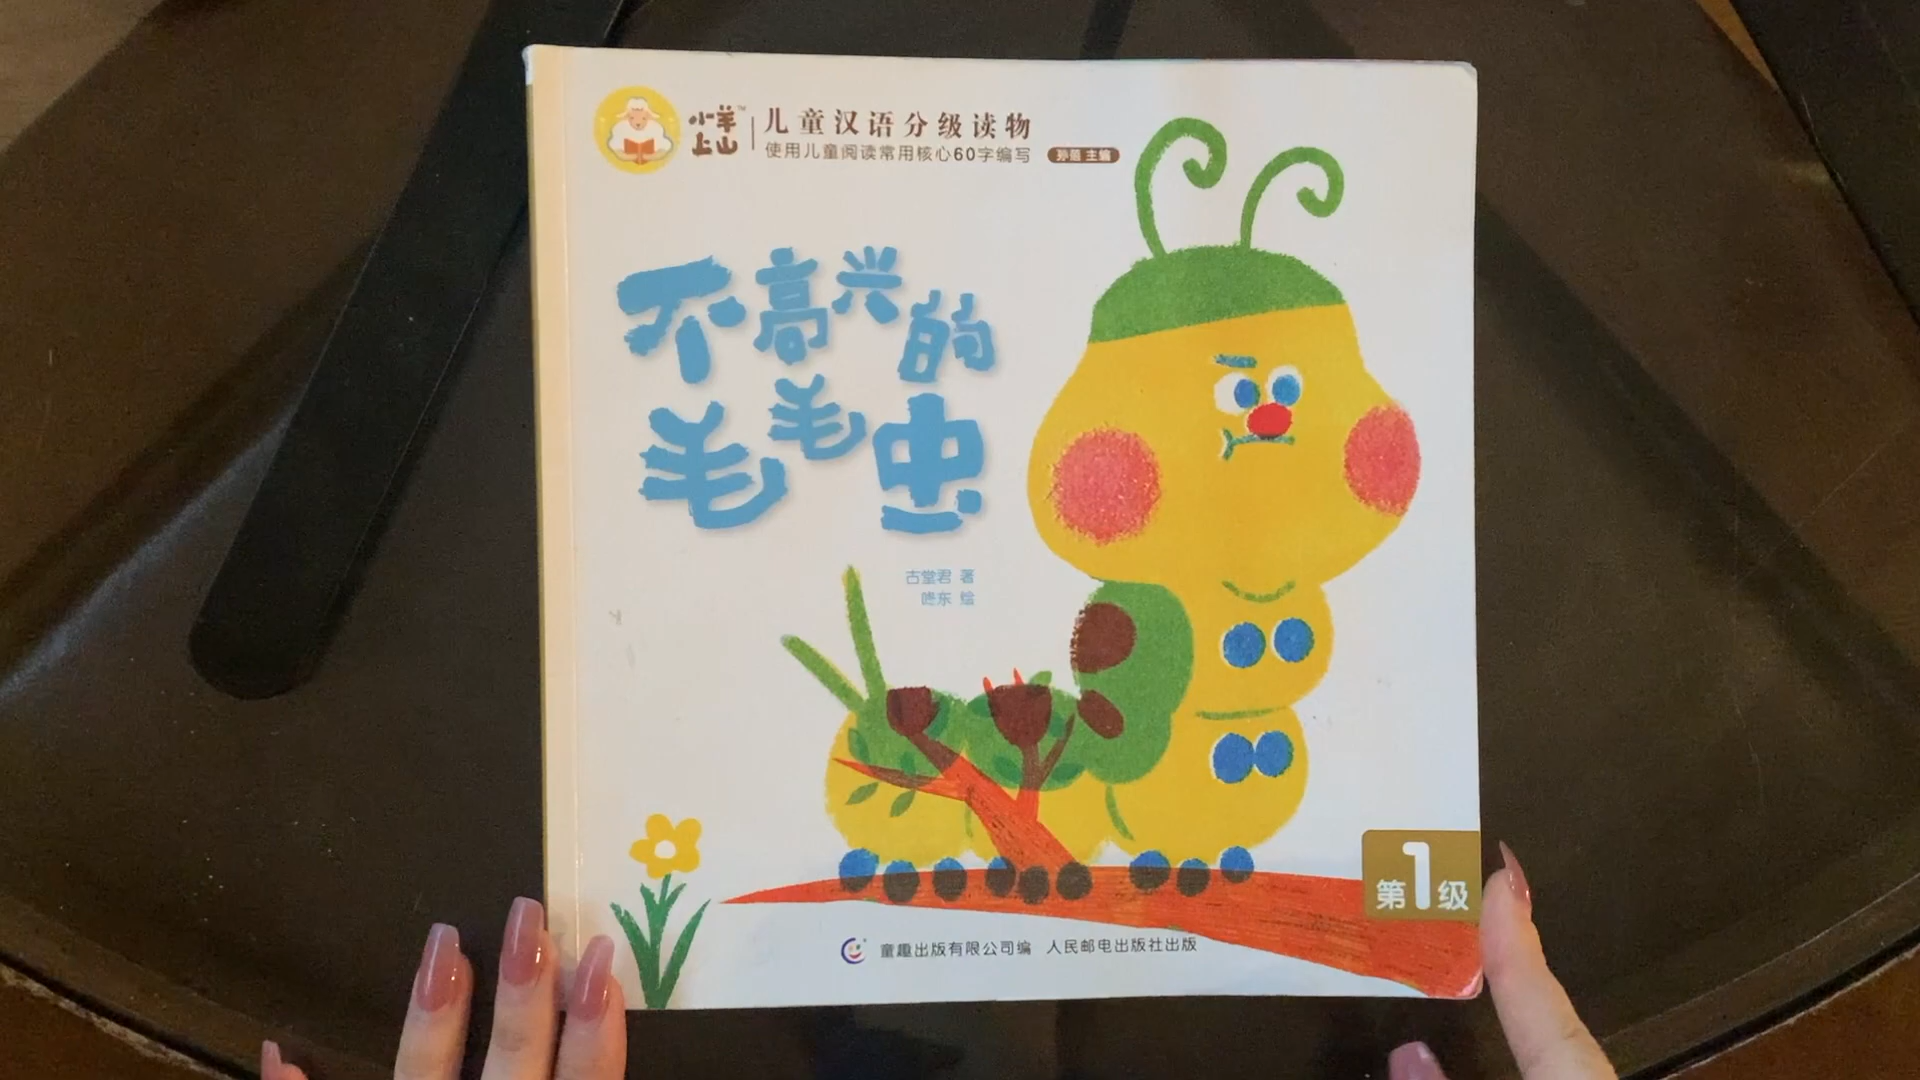 小羊上山™
儿童汉语分级读物
使用儿童阅读常用核心60字编写
主编
不高兴的
毛毛虫
古堂君 著
东 绘
第1级
童趣出版有限公司编 人民邮电出版社出版